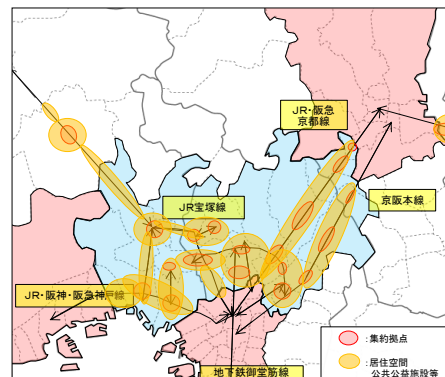 JR・阪急
京都線
京阪本線
JR宝塚線
JR・阪神・阪急神戸線
地下鉄御堂筋線
:集約拠点
:居住空間
公共公益施設等